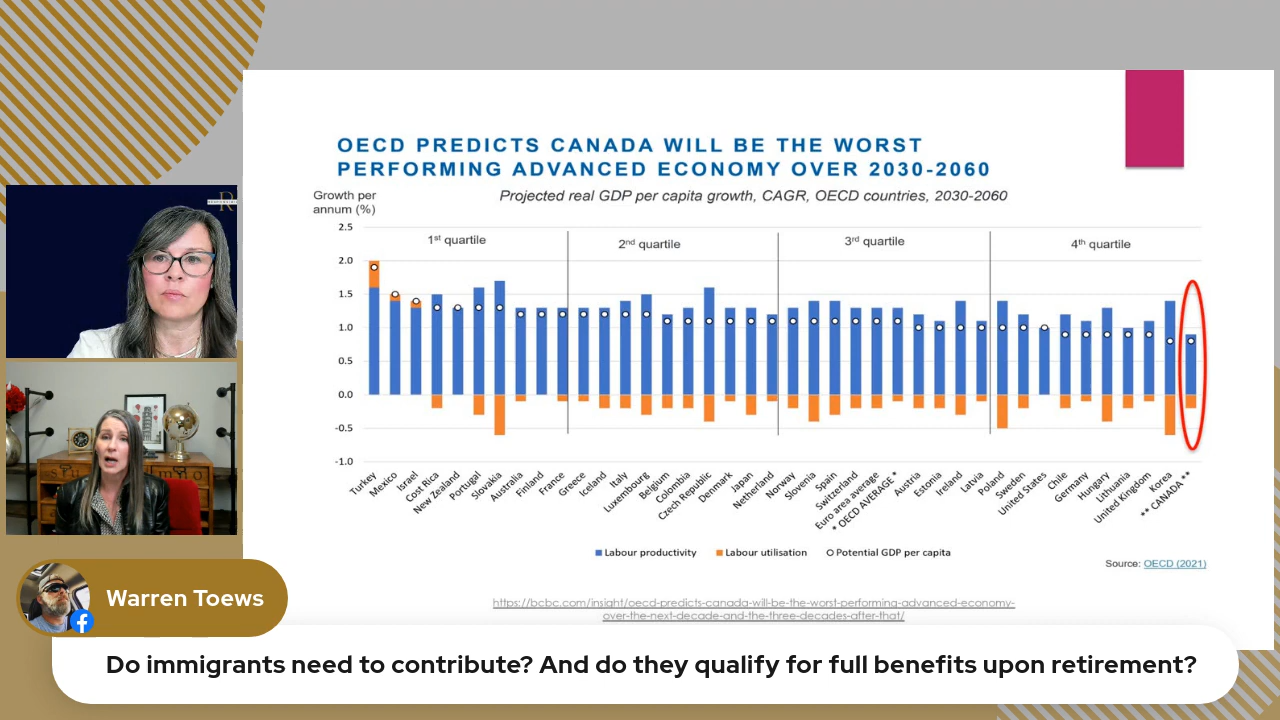 OECD PREDICTS CANADA WILL BE THE WORST
PERFORMING ADVANCED ECONOMY OVER 2030-2060
Growth per
annum (%)
Projected real GDP per capita growth, CAGR, OECD countries, 2030-2060
2.5
2.0
1.5
1.0
0.5
0.0
-0.5
-1.0
1st quartile
2nd quartile
3rd quartile
4th quartile
Turkey
Mexico
Israel
Cost Rica
New Zealand
Portugal
Slovakia
Australia
Finland
France
Greece
Iceland
Italy
Luxembourg
Belgium
Colombia
Czech Republic
Denmark
Japan
Netherland
Norway
Slovenia
Spain
Switzerland
Euro area average
* OECD AVERAGE *
Austria
Estonia
Ireland
Latvia
Poland
Sweden
United States
Chile
Germany
Hungary
Lithuania
United Kingdom
Korea
** CANADA **
Labour productivity
Labour utilisation
Potential GDP per capita
Source: OECD (2021)
https://bcbc.com/insight/oecd-predicts-canada-will-be-the-worst-performing-advanced-economy-
over-the-next-decade-and-the-three-decades-after-that/
Warren Toews
Do immigrants need to contribute? And do they qualify for full benefits upon retirement?